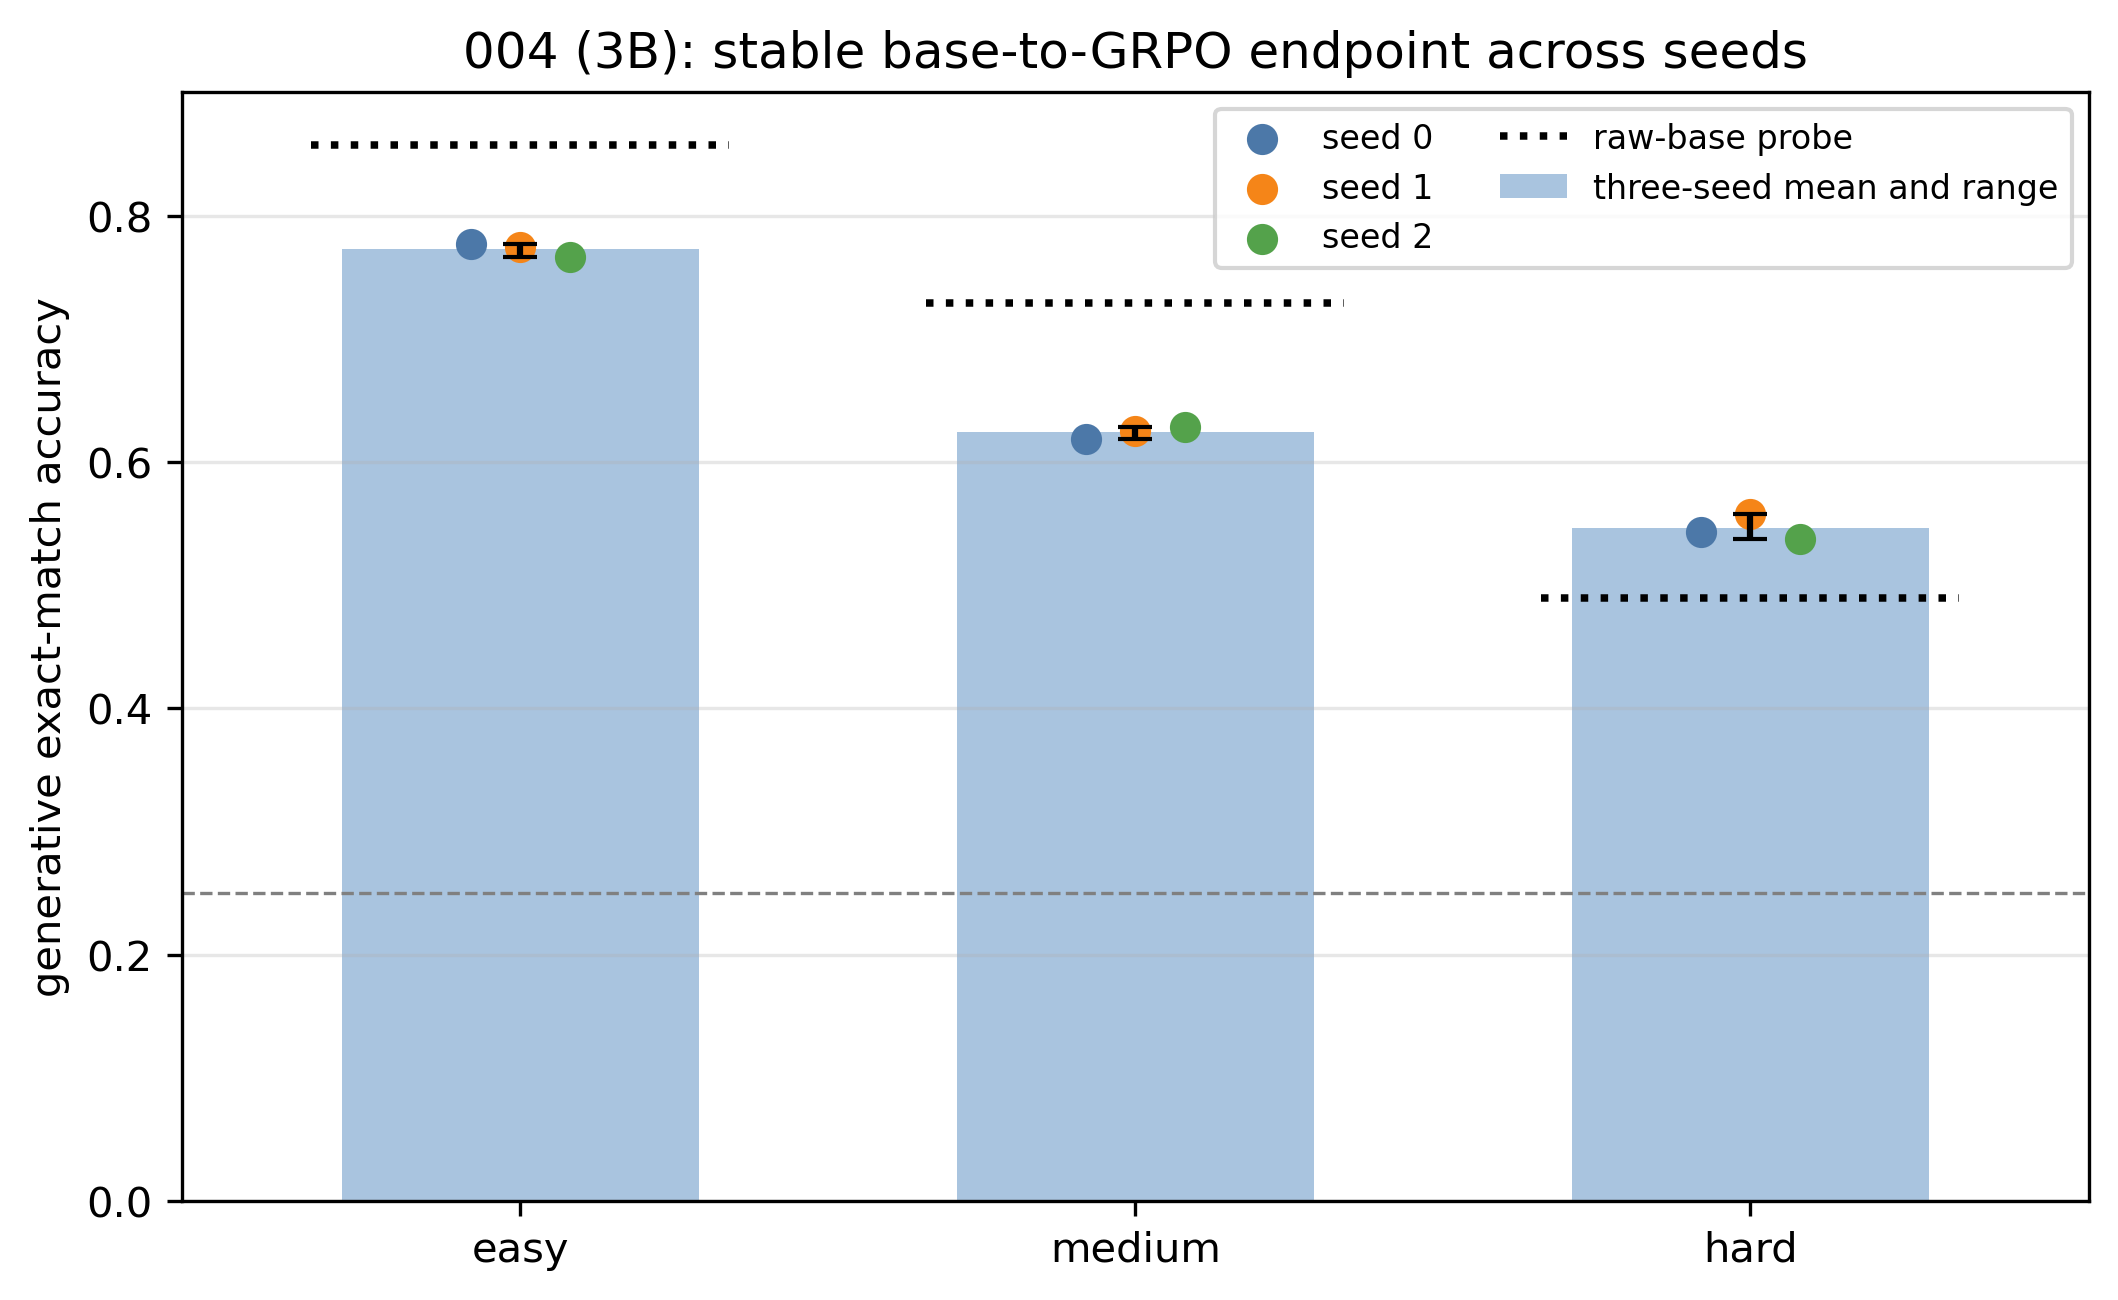 004 (3B): stable base-to-GRPO endpoint across seeds
generative exact-match accuracy
0.8
0.6
0.4
0.2
0.0
seed 0
seed 1
seed 2
raw-base probe
three-seed mean and range
easy
medium
hard